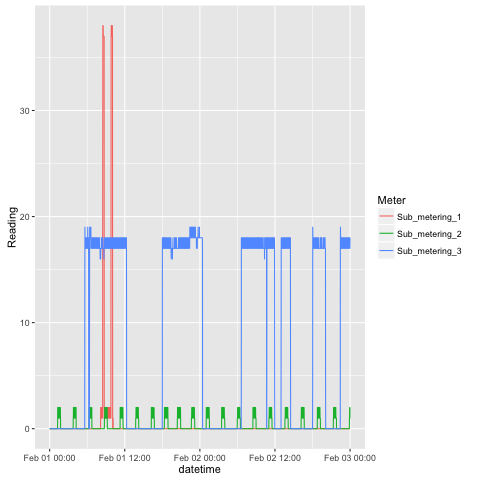 30
20
10
0
Reading
Feb 01 00:00 Feb 01 12:00 Feb 02 00:00 Feb 02 12:00 Feb 03 00:00
datetime
Meter
Sub_metering_1
Sub_metering_2
Sub_metering_3